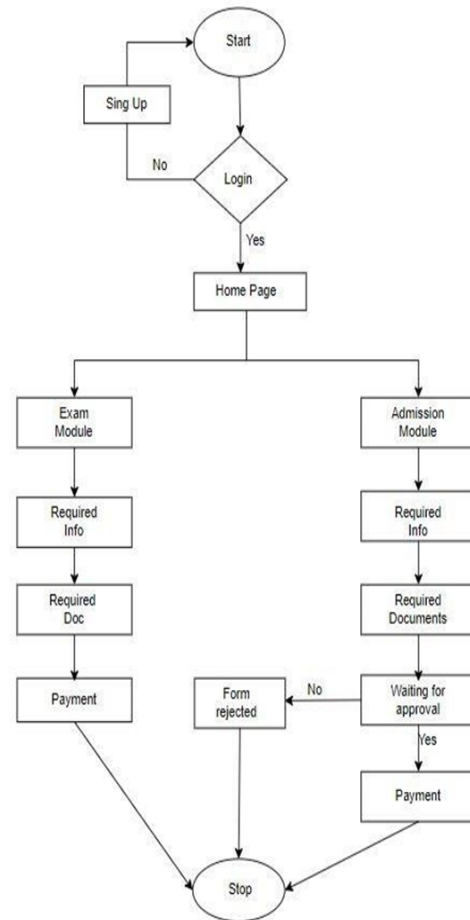 Start
Sing Up
No
Login
Yes
Home Page
Exam
Module
Admission
Module
Required
Info
Required
Info
Required
Doc
Required
Documents
Payment
Form
rejected
No
Waiting for
approval
Yes
Payment
Stop